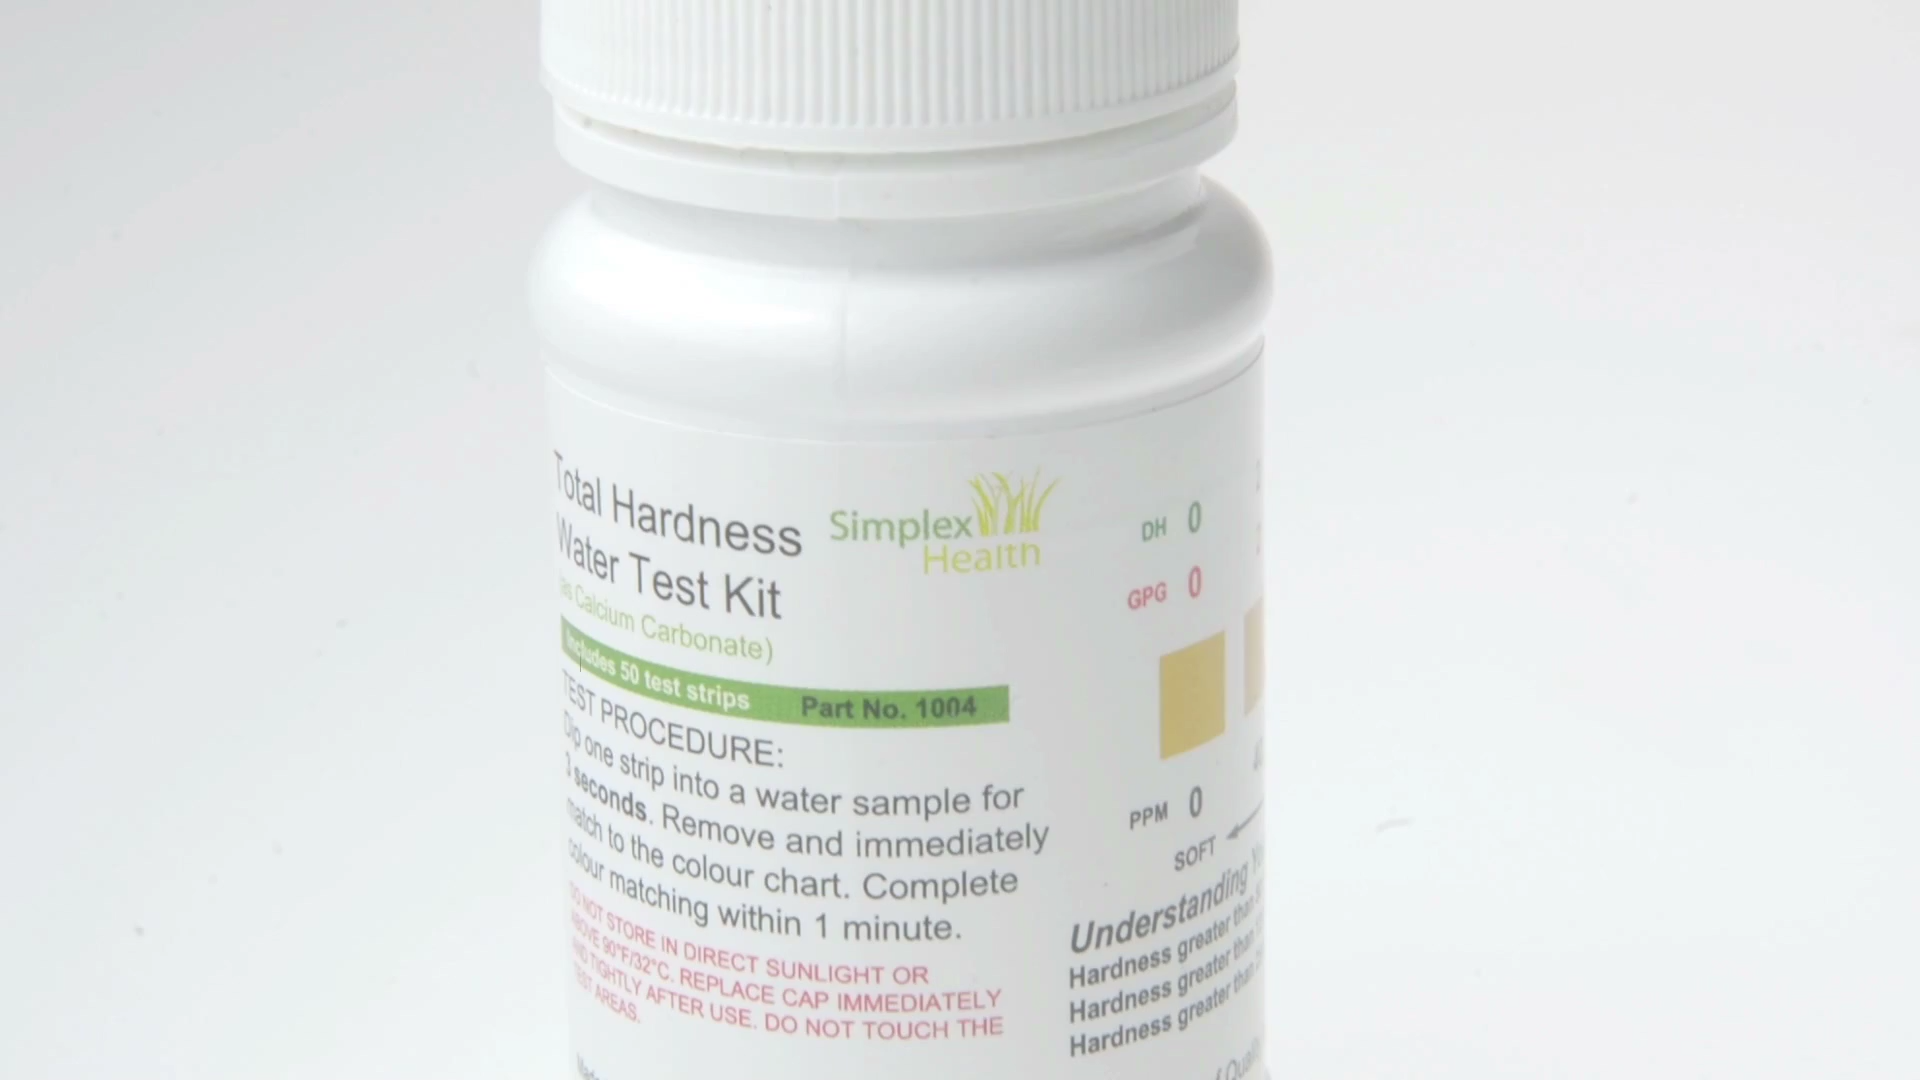 Total Hardness
Water Test Kit
(as Calcium Carbonate)
Simplex
Health
Includes 50 test strips Part No. 1004
TEST PROCEDURE:
Dip one strip into a water sample for
3 seconds. Remove and immediately
match to the colour chart. Complete
colour matching within 1 minute.
DO NOT STORE IN DIRECT SUNLIGHT OR
ABOVE 90°F/32°C. REPLACE CAP IMMEDIATELY
AND TIGHTLY AFTER USE. DO NOT TOUCH THE
TEST AREAS.
DH 0
GPG 0
PPM 0
SOFT
Understanding
Hardness greater than
Hardness greater than
Hardness greater than